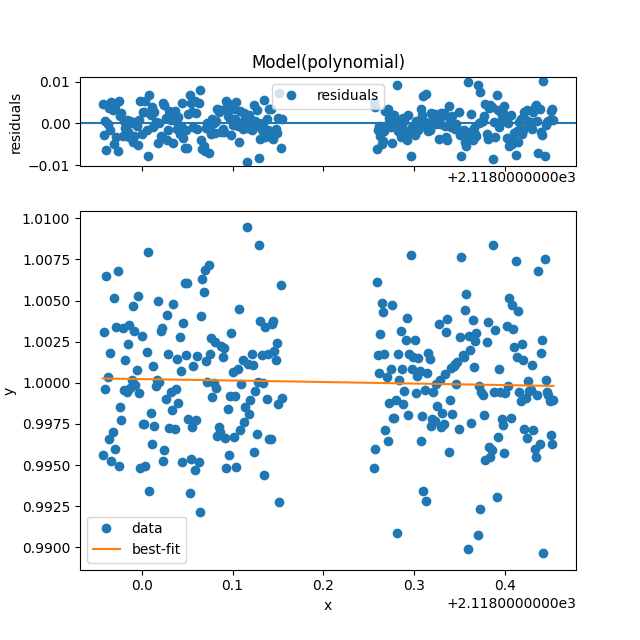 Model(polynomial)
0.01
0.00
−0.01
residuals
residuals
+2.1180000000e3
1.0100
1.0075
1.0050
1.0025
1.0000
0.9975
0.9950
0.9925
0.9900
y
data
best-fit
0.0 0.1 0.2 0.3 0.4
x
+2.1180000000e3